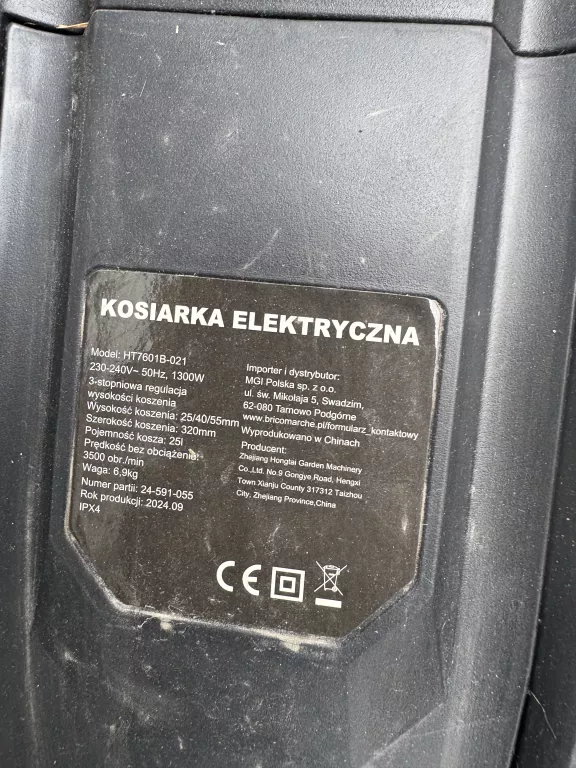 KOSIARKA ELEKTRYCZNA
Model: HT7601B-021
230-240V~ 50Hz, 1300W
3-stopniowa regulacja
wysokości koszenia
Wysokość koszenia: 25/40/55mm
Szerokość koszenia: 320mm
Pojemność kosza: 25l
Prędkość bez obciążenia:
3500 obr./min
Waga: 6,9kg
Numer partii: 24-591-055
Rok produkcji: 2024.09
IPX4
Importer i dystrybutor:
MGI Polska sp. z o.o.
ul. św. Mikołaja 5, Swadzim,
62-080 Tarnowo Podgórne
www.bricomarche.pl/formularz_kontaktowy
Wyprodukowano w Chinach
Producent:
Zhejiang Hongtai Garden Machinery
Co.,Ltd. No.9 Gongye Road, Hengxi
Town Xianju County 317312 Taizhou
City, Zhejiang Province,China
CE